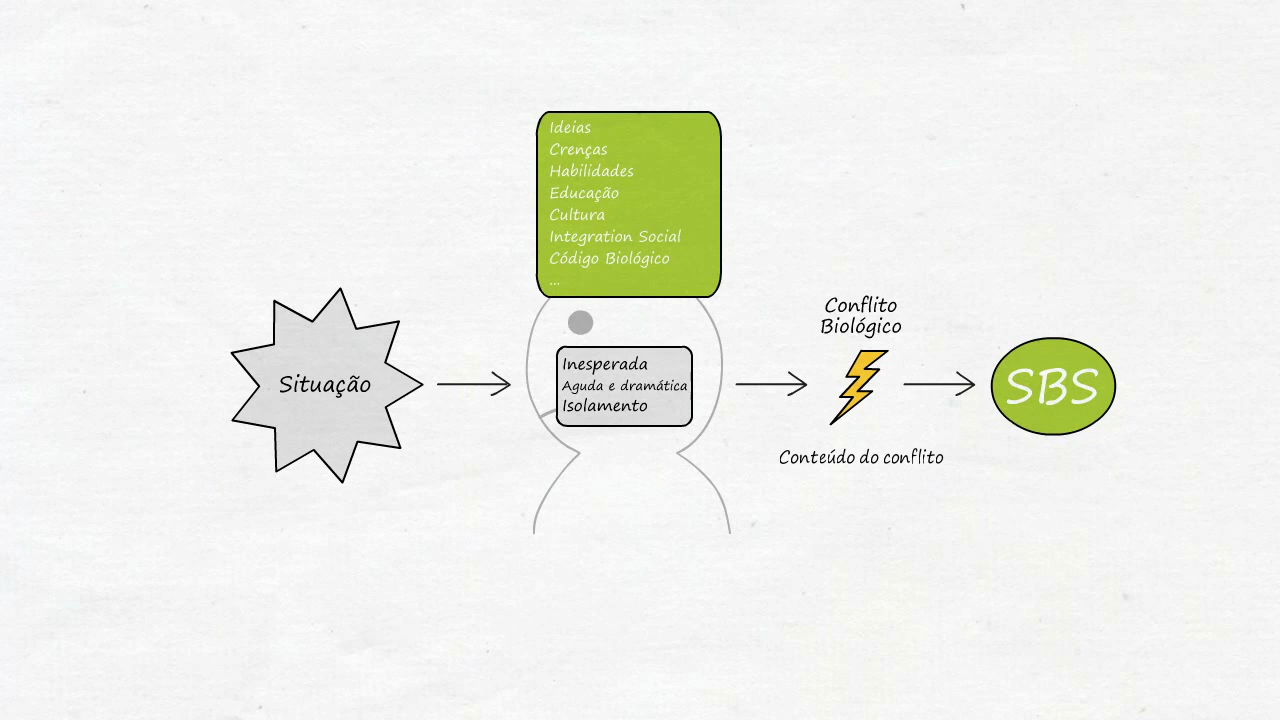 Ideias
Crenças
Habilidades
Educação
Cultura
Integration Social
Código Biológico
...
Situação
Inesperada
Aguda e dramática
Isolamento
Conflito
Biológico
Conteúdo do conflito
SBS